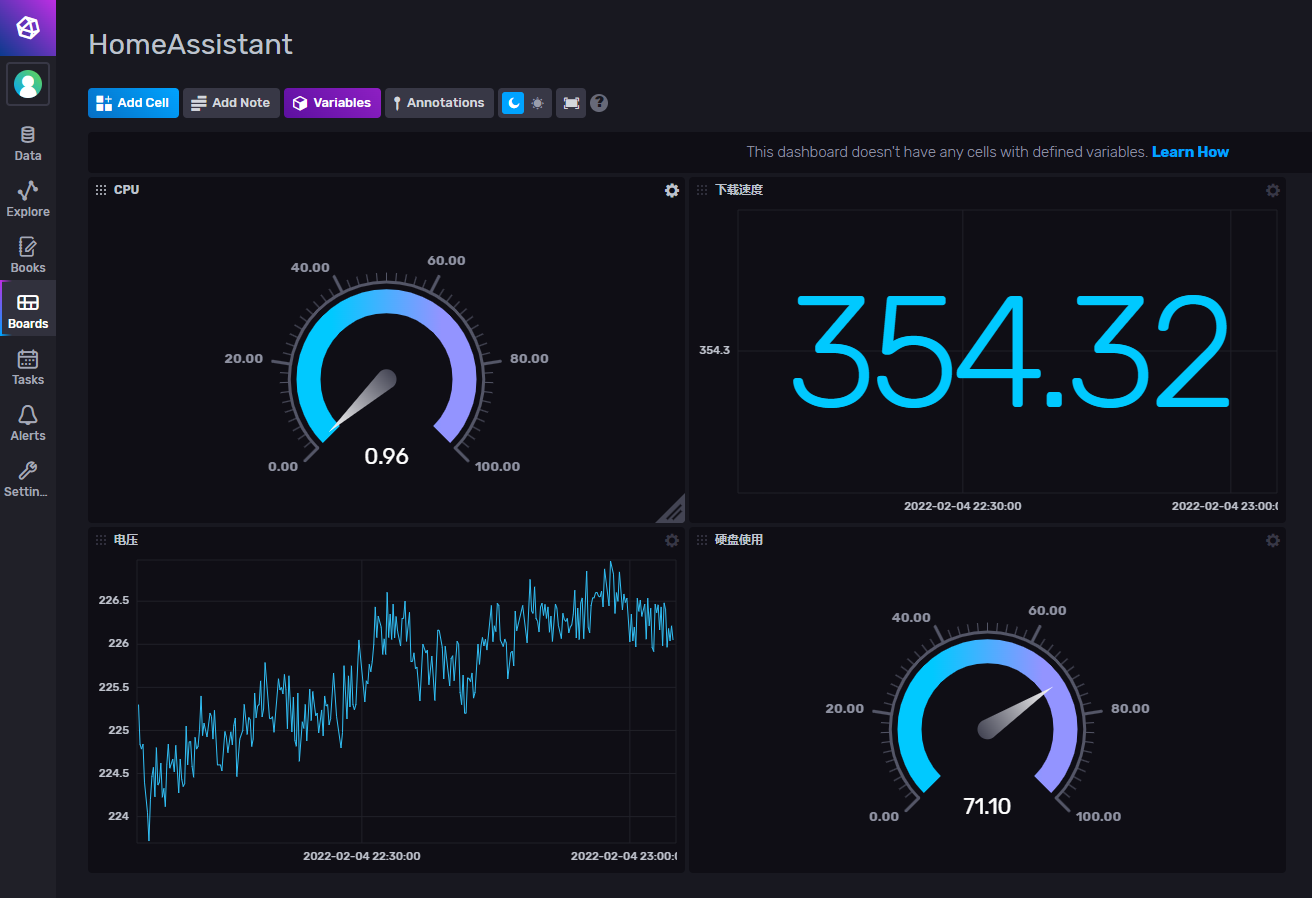 HomeAssistant
Add Cell
Add Note
Variables
Annotations
?
Data
Explore
Books
Boards
Tasks
Alerts
Settin...
This dashboard doesn't have any cells with defined variables. Learn How
CPU
0.00
20.00
40.00
60.00
80.00
100.00
0.96
下载速度
354.3
354.32
2022-02-04 22:30:00
2022-02-04 23:00:0
电压
226.5
226
225.5
225
224.5
224
2022-02-04 22:30:00
2022-02-04 23:00:0
硬盘使用
0.00
20.00
40.00
60.00
80.00
100.00
71.10